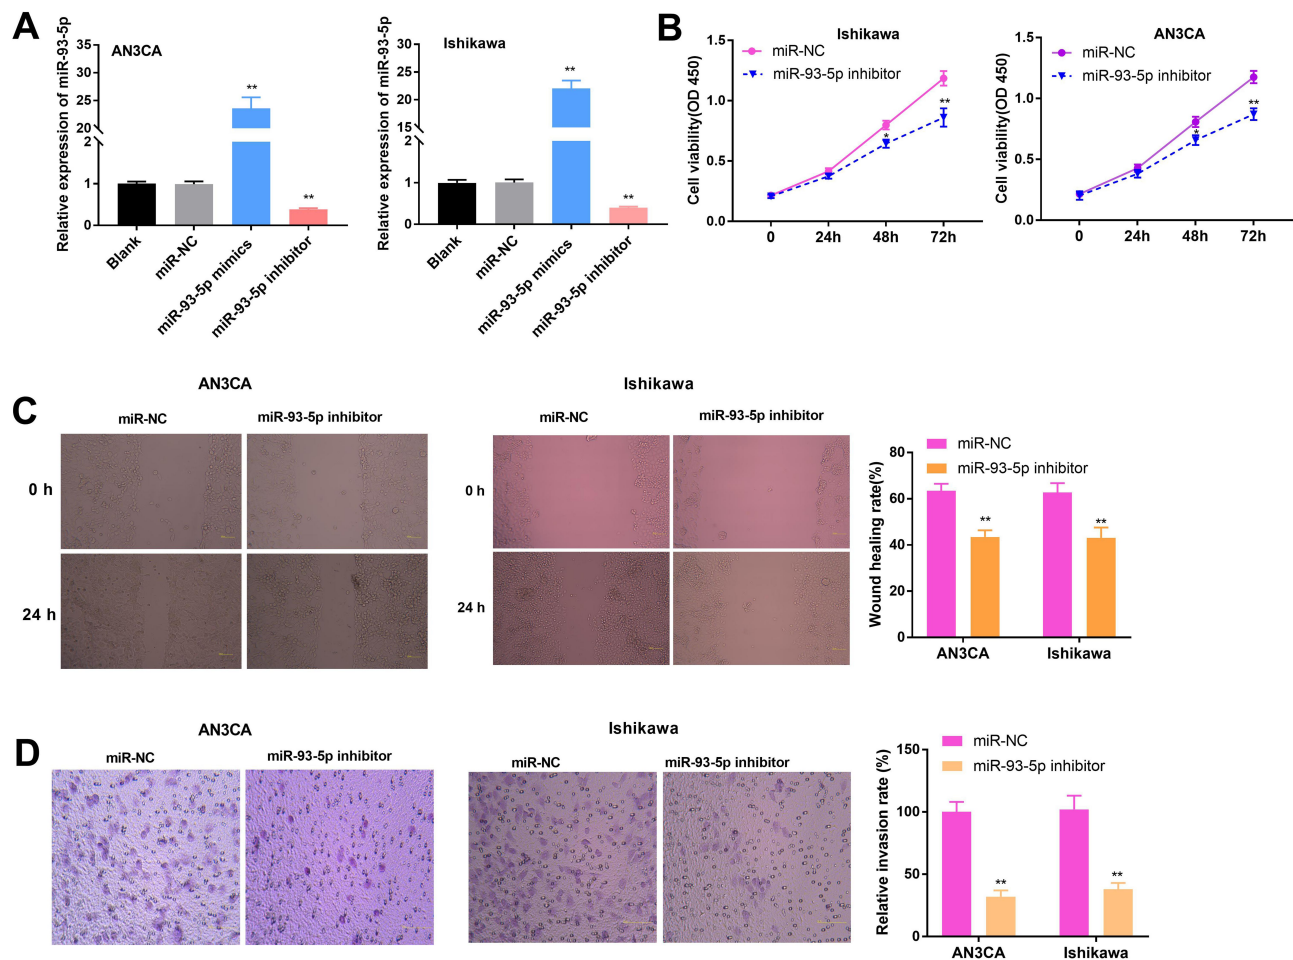 A
AN3CA
Relative expression of miR-93-5p
35
30
25
20
2
1
0
**
**
Blank
miR-NC
miR-93-5p mimics
miR-93-5p inhibitor
Ishikawa
Relative expression of miR-93-5p
30
25
20
15
2
1
0
**
**
Blank
miR-NC
miR-93-5p mimics
miR-93-5p inhibitor
B
Ishikawa
miR-NC
miR-93-5p inhibitor
Cell viability(OD 450)
1.5
1.0
0.5
0.0
*
**
0 24h 48h 72h
AN3CA
miR-NC
miR-93-5p inhibitor
Cell viability(OD 450)
1.5
1.0
0.5
0.0
*
**
0 24h 48h 72h
C
AN3CA
miR-NC miR-93-5p inhibitor
0 h
24 h
Ishikawa
miR-NC miR-93-5p inhibitor
0 h
24 h
miR-NC
miR-93-5p inhibitor
Wound healing rate(%)
80
60
40
20
0
** **
AN3CA Ishikawa
D
AN3CA
miR-NC miR-93-5p inhibitor
Ishikawa
miR-NC miR-93-5p inhibitor
miR-NC
miR-93-5p inhibitor
Relative invasion rate (%)
150
100
50
0
** **
AN3CA Ishikawa